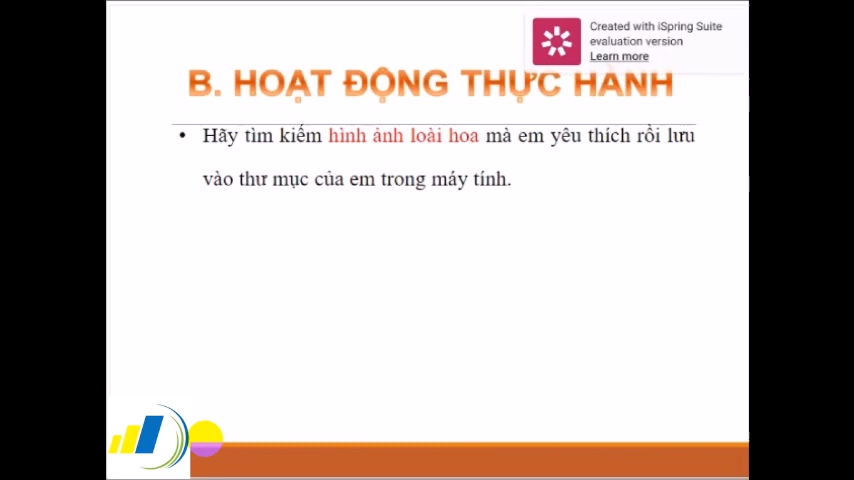 Created with iSpring Suite
evaluation version
Learn more
B. HOẠT ĐỘNG THỰC HÀNH
• Hãy tìm kiếm hình ảnh loài hoa mà em yêu thích rồi lưu
vào thư mục của em trong máy tính.